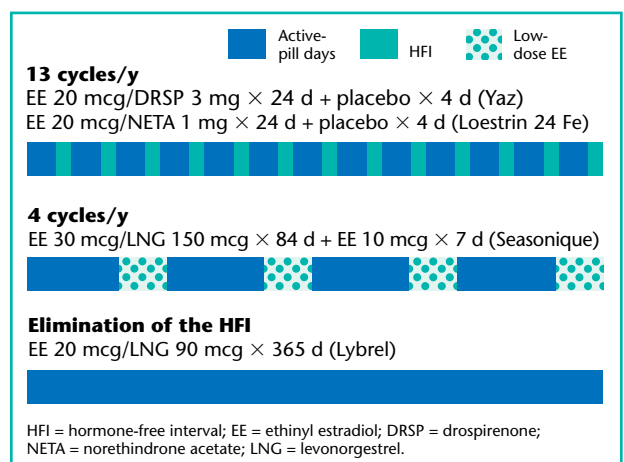 Active-
pill days
HFI
Low-
dose EE
13 cycles/y
EE 20 mcg/DRSP 3 mg × 24 d + placebo × 4 d (Yaz)
EE 20 mcg/NETA 1 mg × 24 d + placebo × 4 d (Loestrin 24 Fe)
4 cycles/y
EE 30 mcg/LNG 150 mcg × 84 d + EE 10 mcg × 7 d (Seasonique)
Elimination of the HFI
EE 20 mcg/LNG 90 mcg × 365 d (Lybrel)
HFI = hormone-free interval; EE = ethinyl estradiol; DRSP = drospirenone;
NETA = norethindrone acetate; LNG = levonorgestrel.